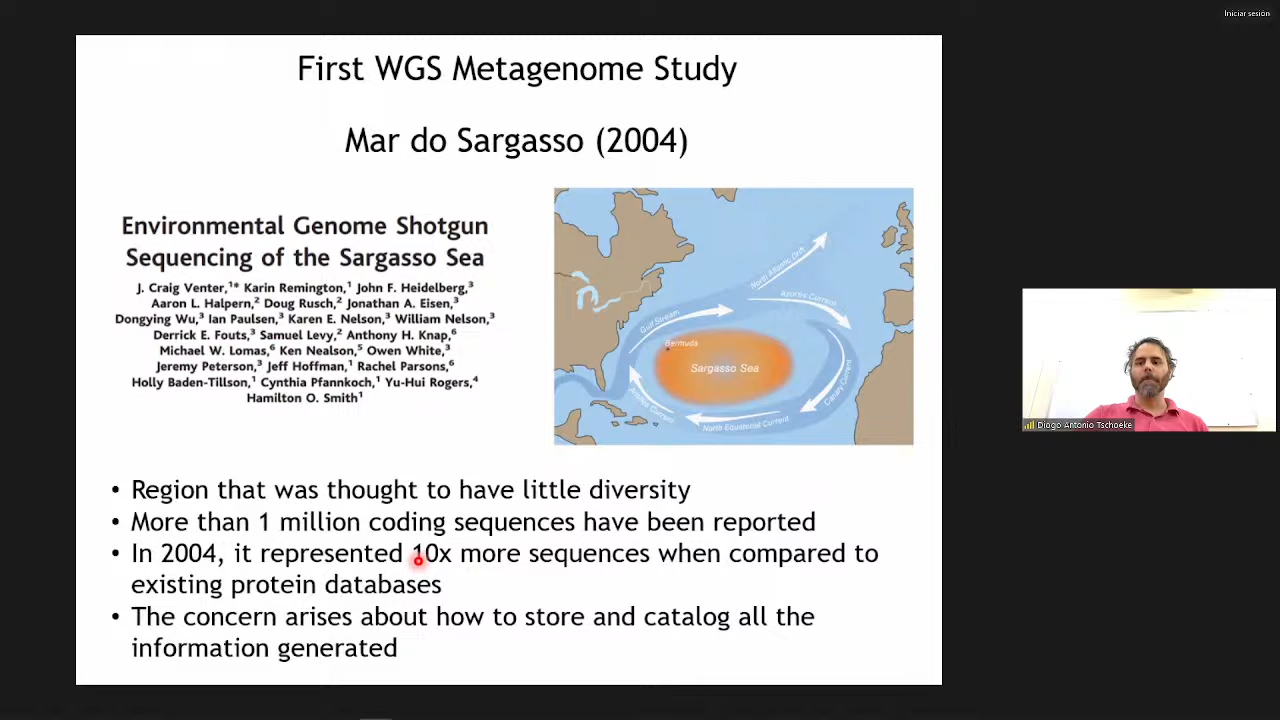 Iniciar sesión
First WGS Metagenome Study
Mar do Sargasso (2004)
Environmental Genome Shotgun
Sequencing of the Sargasso Sea
J. Craig Venter,¹* Karin Remington,¹ John F. Heidelberg,³
Aaron L. Halpern,² Doug Rusch,² Jonathan A. Eisen,³
Dongying Wu,³ Ian Paulsen,³ Karen E. Nelson,³ William Nelson,³
Derrick E. Fouts,³ Samuel Levy,² Anthony H. Knap,⁶
Michael W. Lomas,⁶ Ken Nealson,⁵ Owen White,³
Jeremy Peterson,³ Jeff Hoffman,¹ Rachel Parsons,⁶
Holly Baden-Tillson,¹ Cynthia Pfannkoch,¹ Yu-Hui Rogers,⁴
Hamilton O. Smith¹
North Atlantic Drift
Azores Current
Gulf Stream
Bermuda
Sargasso Sea
Canary Current
Antilles Current
North Equatorial Current
• Region that was thought to have little diversity
• More than 1 million coding sequences have been reported
• In 2004, it represented 10x more sequences when compared to
existing protein databases
• The concern arises about how to store and catalog all the
information generated
Diogo Antonio Tschoeke